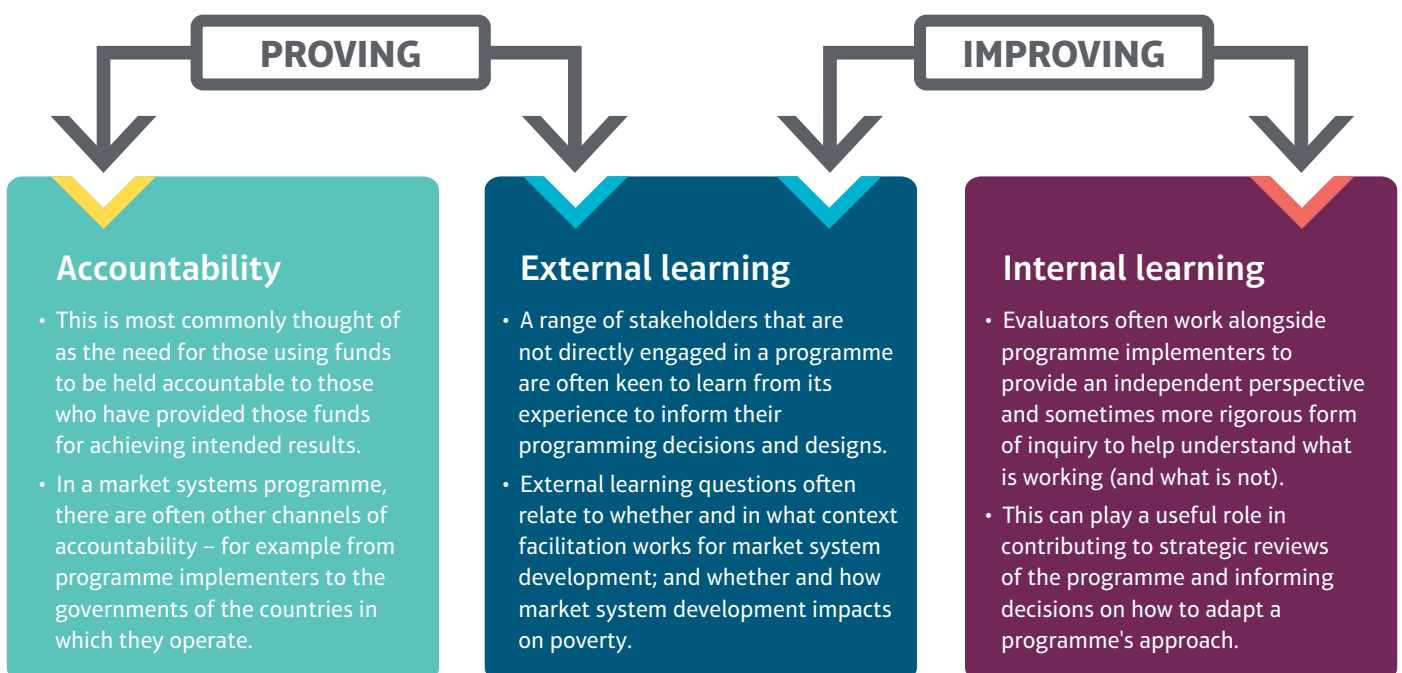 PROVING
IMPROVING
Accountability
• This is most commonly thought of
as the need for those using funds
to be held accountable to those
who have provided those funds
for achieving intended results.
• In a market systems programme,
there are often other channels of
accountability – for example from
programme implementers to the
governments of the countries in
which they operate.
External learning
• A range of stakeholders that are
not directly engaged in a programme
are often keen to learn from its
experience to inform their
programming decisions and designs.
• External learning questions often
relate to whether and in what context
facilitation works for market system
development; and whether and how
market system development impacts
on poverty.
Internal learning
• Evaluators often work alongside
programme implementers to
provide an independent perspective
and sometimes more rigorous form
of inquiry to help understand what
is working (and what is not).
• This can play a useful role in
contributing to strategic reviews
of the programme and informing
decisions on how to adapt a
programme's approach.